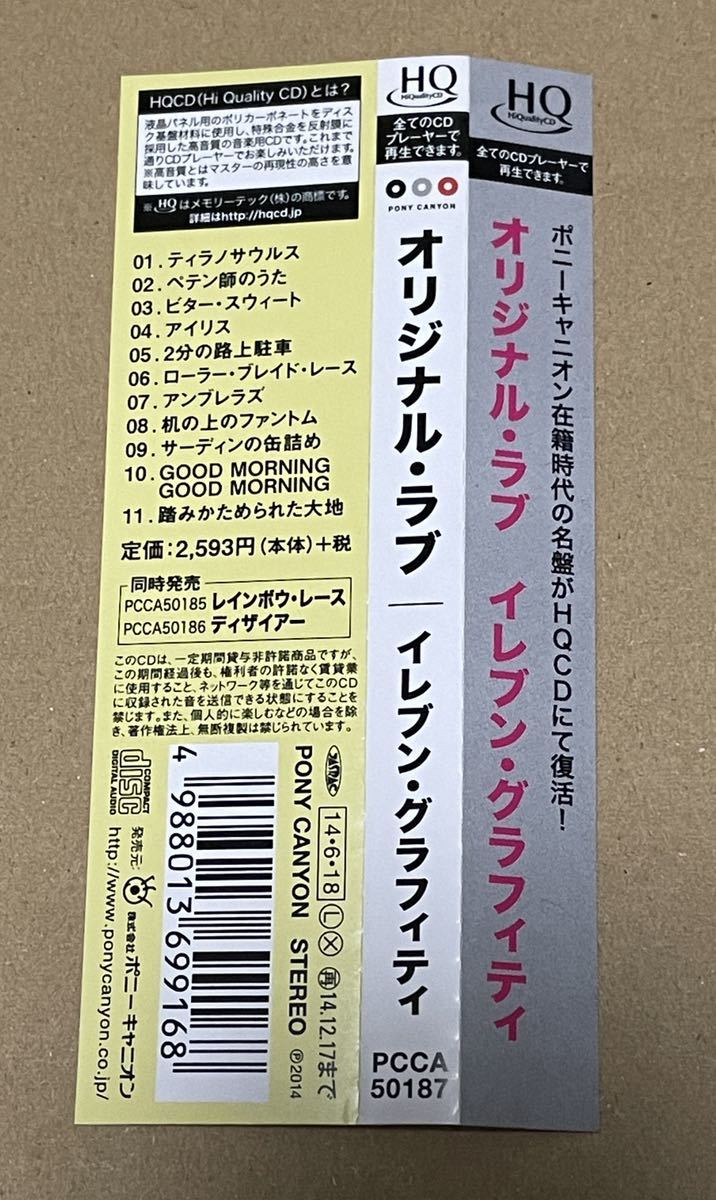 HQCD(Hi Quality CD)とは?
液晶パネル用のポリカーボネートをディス
ク基盤材料に使用し、特殊合金を反射膜に
採用した高音質の音楽用CDです。これまで
通りCDプレーヤーでお楽しみいただけます。
※高音質とはマスターの再現性の高さを意
味しています。
※HQはメモリーテック(株)の商標です。
詳細はhttp://hqcd.jp
01.ティラノサウルス
02.ペテン師のうた
03.ビター・スウィート
04.アイリス
05.2分の路上駐車
06.ローラー・ブレイド・レース
07.アンブレラズ
08.机の上のファントム
09.サーディンの缶詰め
10.GOOD MORNING
GOOD MORNING
11.踏みかためられた大地
定価:2,593円(本体)+税
同時発売
PCCA50185 レインボウ・レース
PCCA50186 ディザイアー
このCDは、一定期間貸与非許諾商品ですが、
この期間経過後も、権利者の許諾なく賃貸業
に使用すること、ネットワーク等を通じてこのCD
に収録された音を送信できる状態にすることを
禁じます。また、個人的に楽しむなどの場合を除
き、著作権法上、無断複製は禁じられています。
COMPACT
disc
DIGITAL AUDIO
発売元:
株式会社 ポニーキャニオン
http://www.ponycanyon.co.jp/
4 988013 699168
JASRAC
14・6・18 L X 再14.12.17まで
PONY CANYON STEREO ℗2014
HQ
HiQualityCD
全てのCD
プレーヤーで
再生できます。
PONY CANYON
オリジナル・ラブ
イレブン・グラフィティ
PCCA
50187
HQ
HiQualityCD
全てのCDプレーヤーで
再生できます。
ポニーキャニオン在籍時代の名盤がHQCDにて復活!
オリジナル・ラブ イレブン・グラフィティ